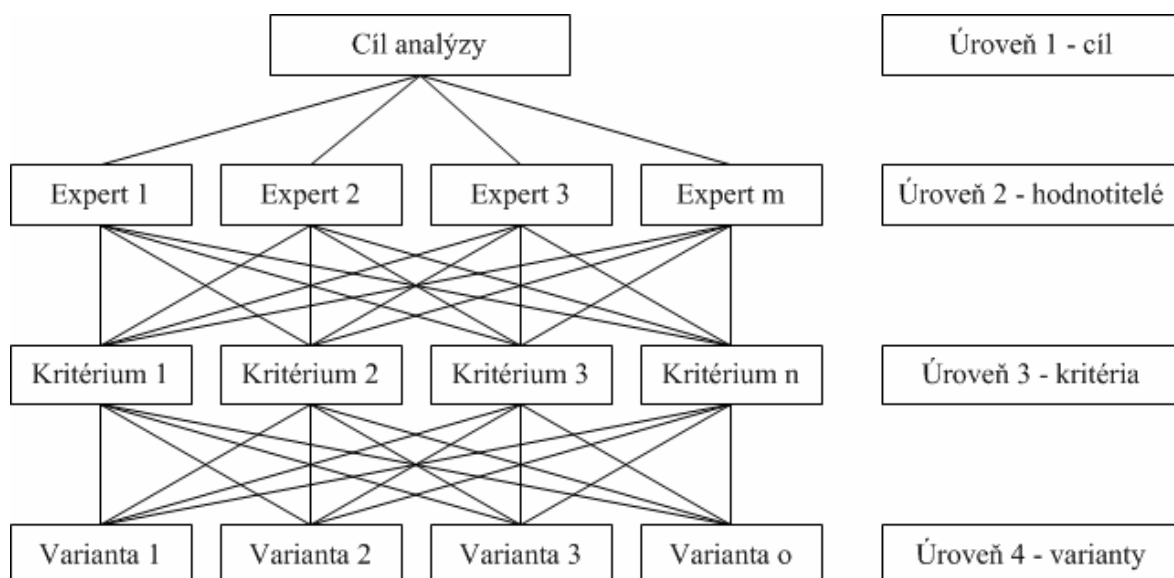 Cíl analýzy
Úroveň 1 - cíl
Expert 1
Expert 2
Expert 3
Expert m
Úroveň 2 - hodnotitelé
Kritérium 1
Kritérium 2
Kritérium 3
Kritérium n
Úroveň 3 - kritéria
Varianta 1
Varianta 2
Varianta 3
Varianta o
Úroveň 4 - varianty